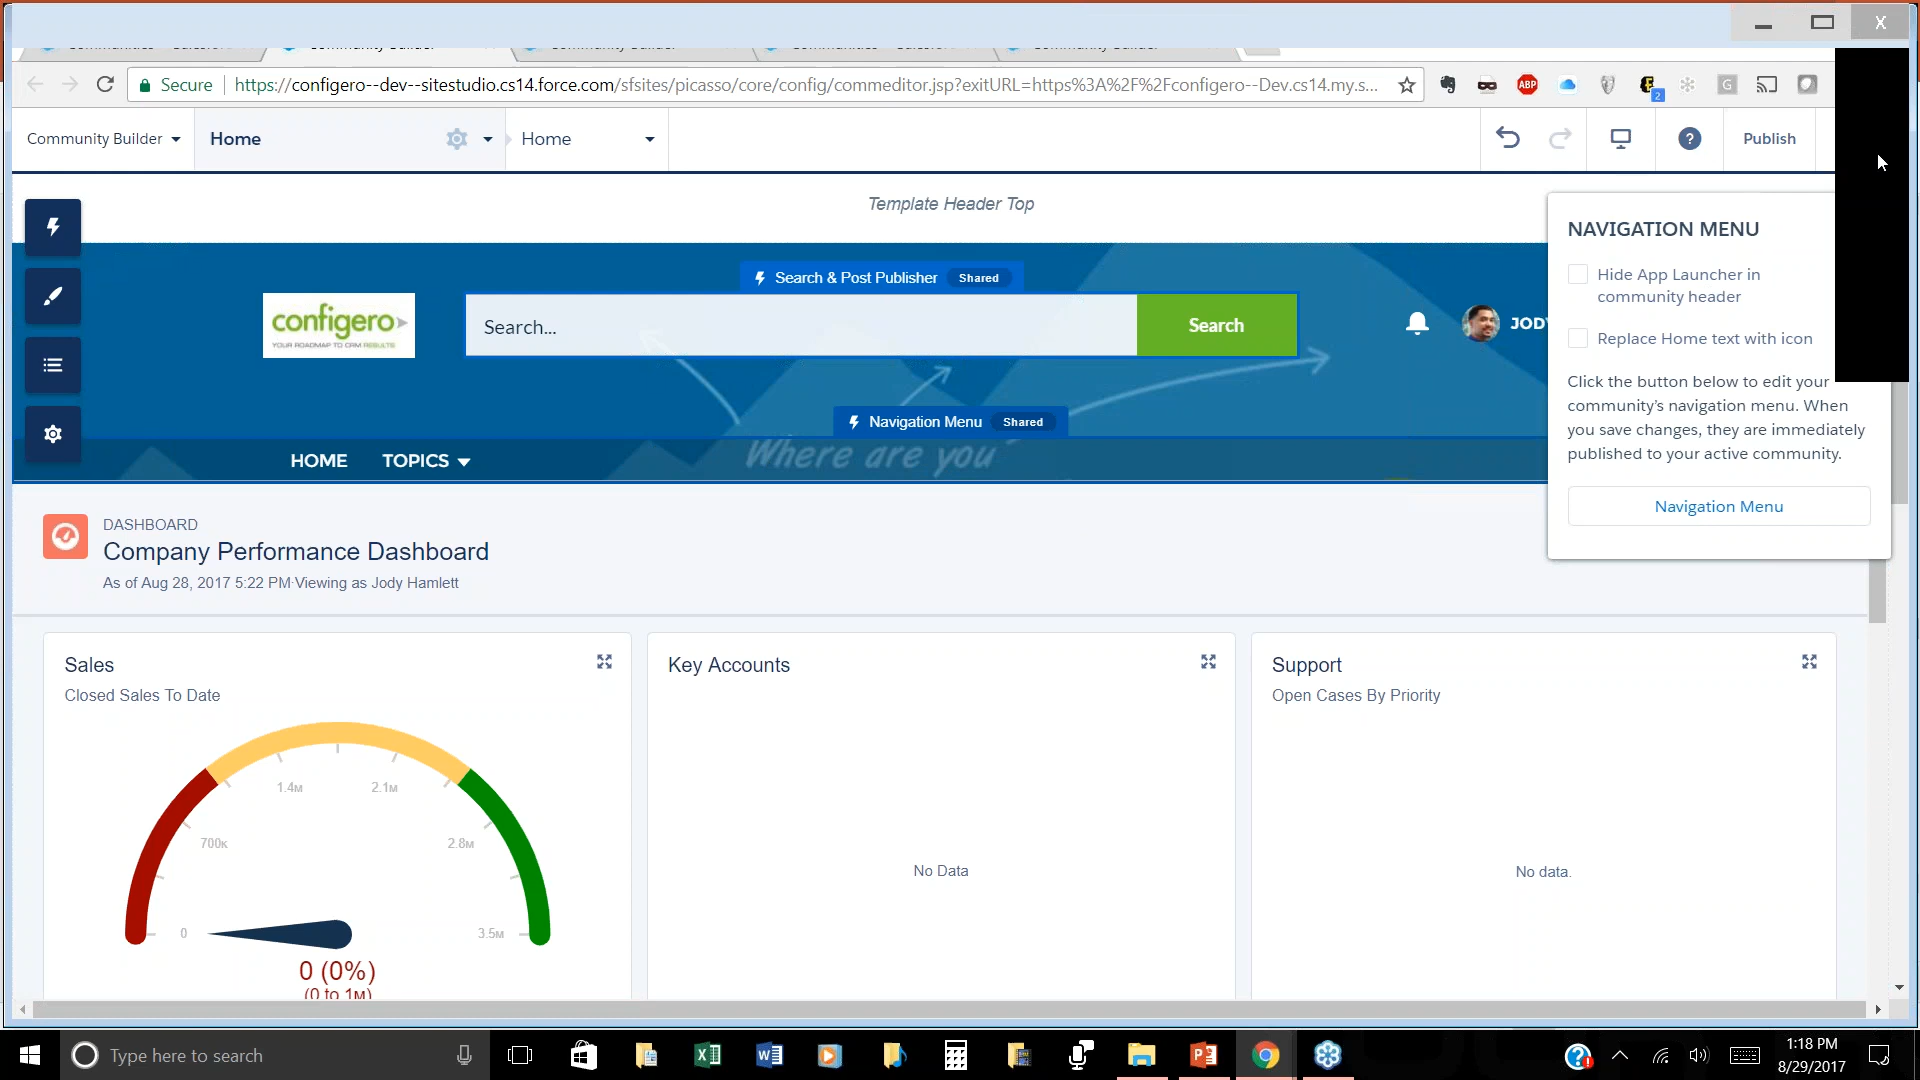 X
Secure
https://configero--dev--sitestudio.cs14.force.com/sfsites/picasso/core/config/commeditor.jsp?exitURL=https%3A%2F%2Fconfigero--Dev.cs14.my.s...
ABP
2
G
Community Builder
Home
Home
?
Publish
Template Header Top
Search & Post Publisher Shared
configero
YOUR ROADMAP TO CRM RESULTS
Search...
Search
JODY
Navigation Menu Shared
Where are you
HOME
TOPICS
NAVIGATION MENU
Hide App Launcher in
community header
Replace Home text with icon
Click the button below to edit your
community's navigation menu. When
you save changes, they are immediately
published to your active community.
Navigation Menu
DASHBOARD
Company Performance Dashboard
As of Aug 28, 2017 5:22 PM·Viewing as Jody Hamlett
Sales
Closed Sales To Date
0
700K
1.4M
2.1M
2.8M
3.5M
0 (0%)
(0 to 1M)
Key Accounts
No Data
Support
Open Cases By Priority
No data.
Type here to search
1:18 PM
8/29/2017